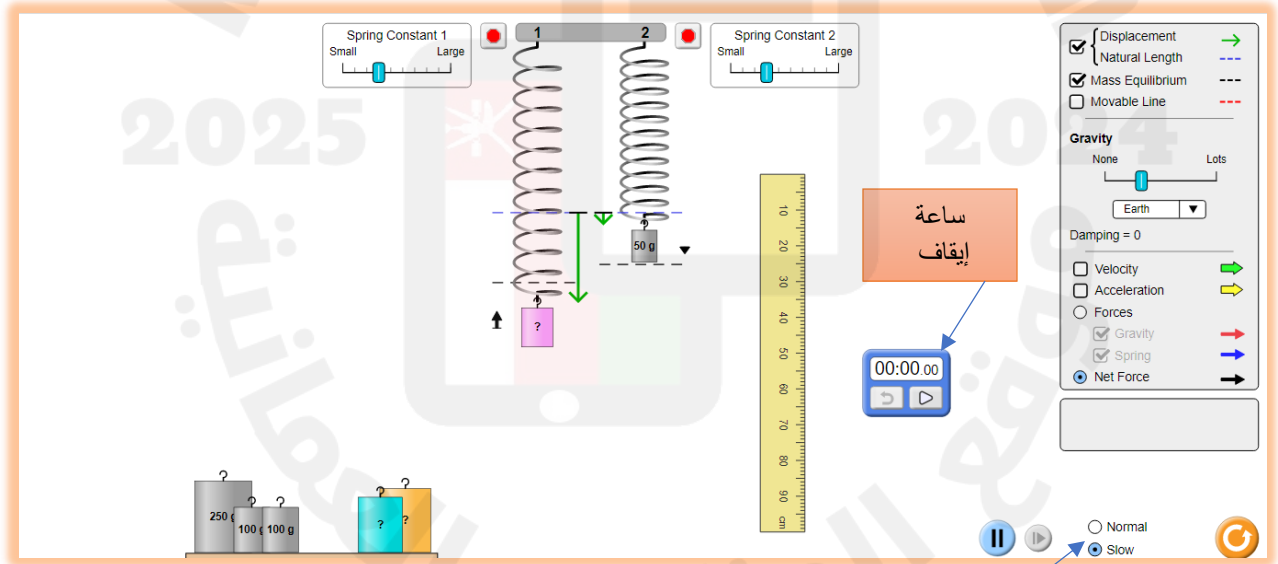 Spring Constant 1
Small Large
1 2
Spring Constant 2
Small Large
Displacement
Natural Length
Mass Equilibrium
Movable Line
Gravity
None Lots
Earth
Damping = 0
Velocity
Acceleration
Forces
Gravity
Spring
Net Force
2025
2024
50 g
?
10
20
30
40
50
60
70
80
90
cm
ساعة
إيقاف
00:00.00
250 g
100 g
100 g
?
?
Normal
Slow
موقع